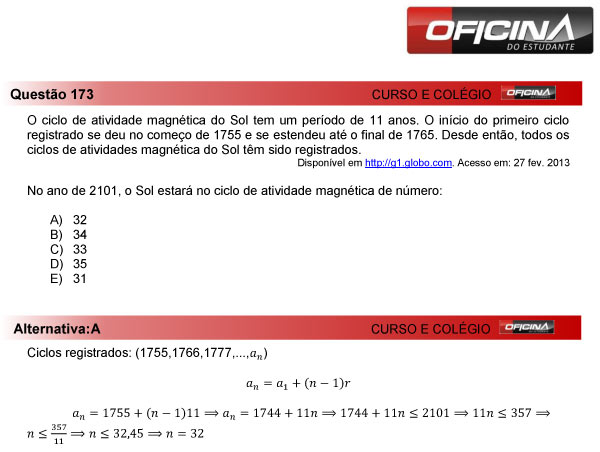 OFICINA
DO ESTUDANTE
Questão 173 CURSO E COLÉGIO OFICINA
O ciclo de atividade magnética do Sol tem um período de 11 anos. O início do primeiro ciclo
registrado se deu no começo de 1755 e se estendeu até o final de 1765. Desde então, todos os
ciclos de atividades magnética do Sol têm sido registrados.
Disponível em http://g1.globo.com. Acesso em: 27 fev. 2013
No ano de 2101, o Sol estará no ciclo de atividade magnética de número:
A) 32
B) 34
C) 33
D) 35
E) 31
Alternativa:A CURSO E COLÉGIO OFICINA
Ciclos registrados: (1755,1766,1777,...,aₙ)
aₙ = a₁ + (n − 1)r
aₙ = 1755 + (n − 1)11 ⟹ aₙ = 1744 + 11n ⟹ 1744 + 11n ≤ 2101 ⟹ 11n ≤ 357 ⟹
n ≤ 357/11 ⟹ n ≤ 32,45 ⟹ n = 32